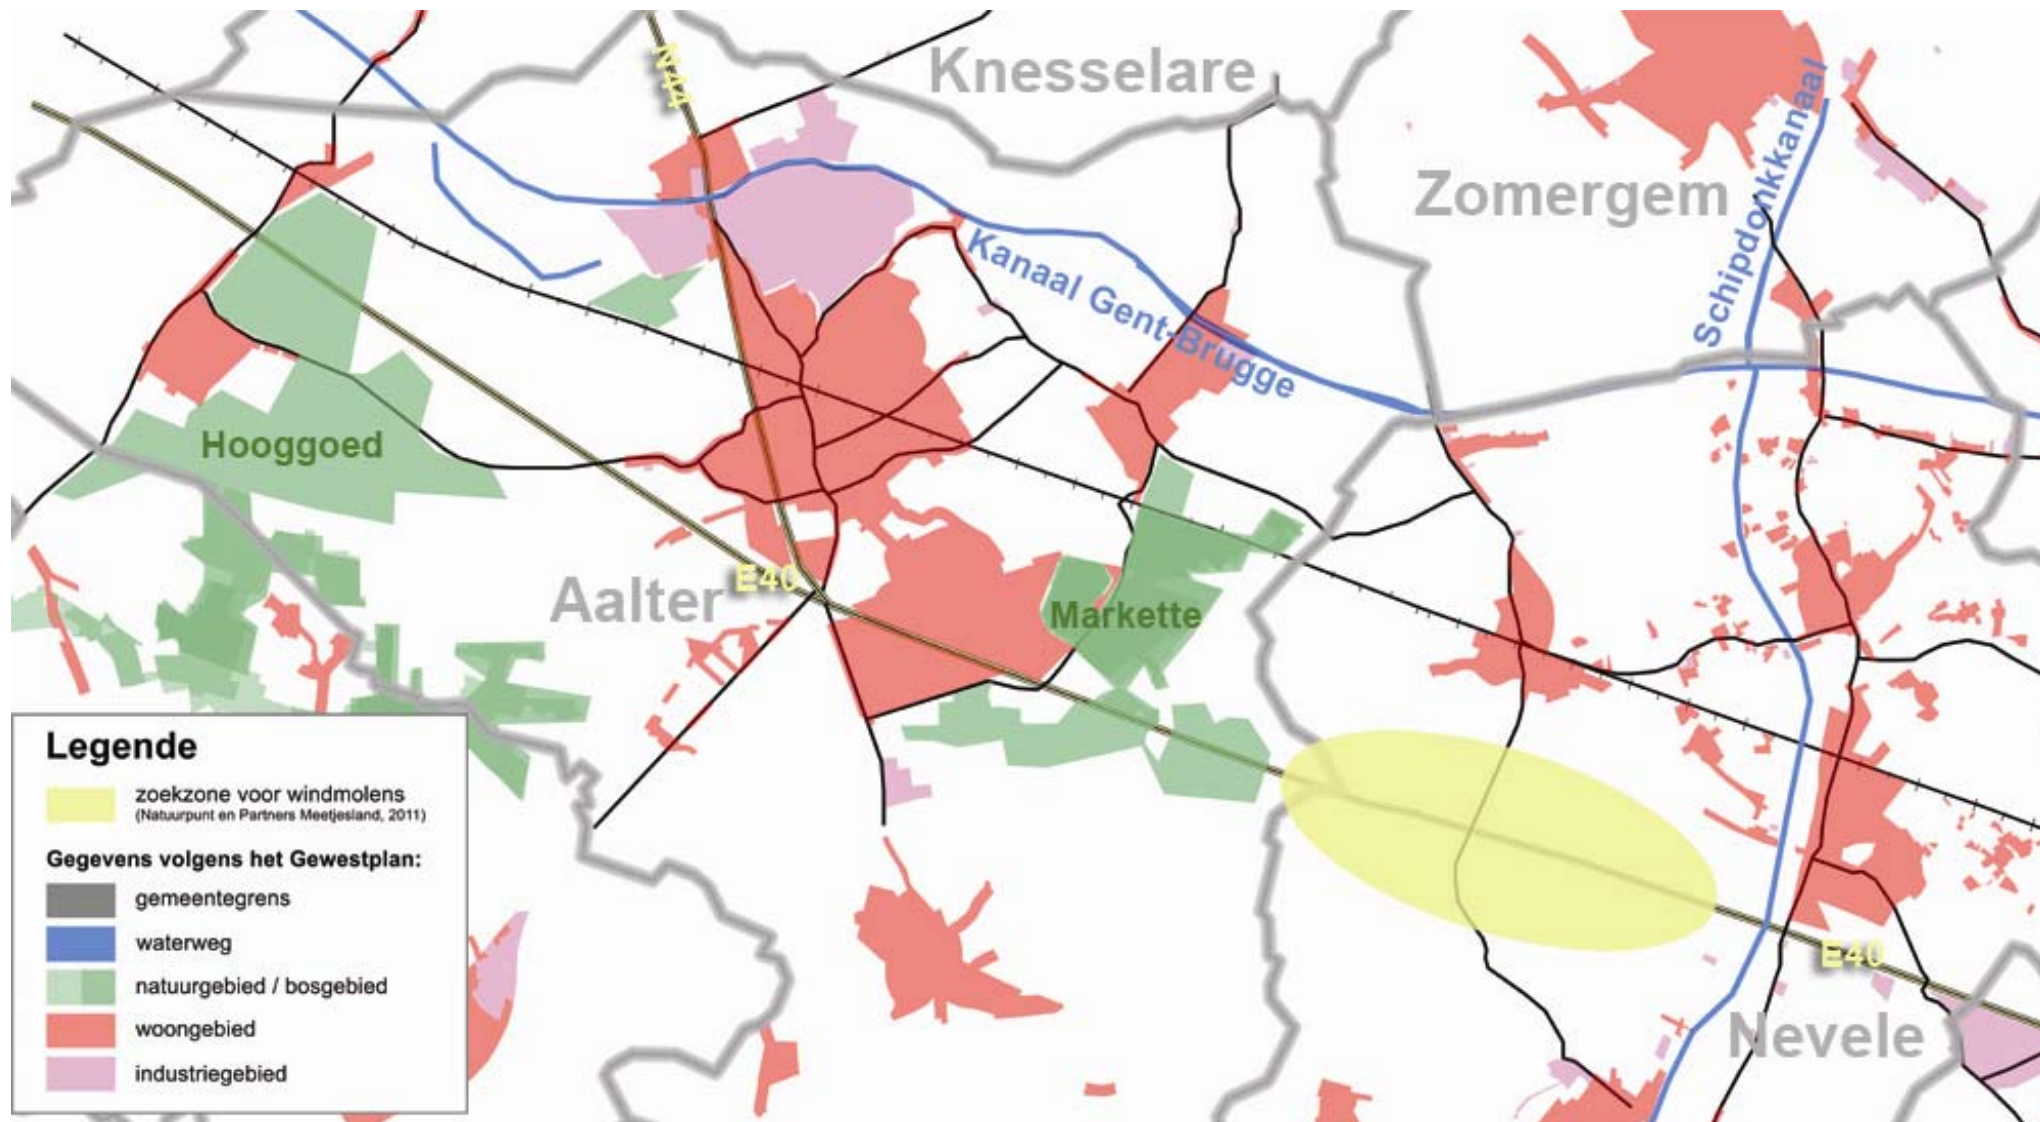 N44
Knesselare
Zomergem
Schipdonkkanaal
Kanaal Gent-Brugge
Hooggoed
Aalter
E40
Markette
E40
Nevele
Legende
zoekzone voor windmolens
(Natuurpunt en Partners Meetjesland, 2011)
Gegevens volgens het Gewestplan:
gemeentegrens
waterweg
natuurgebied / bosgebied
woongebied
industriegebied